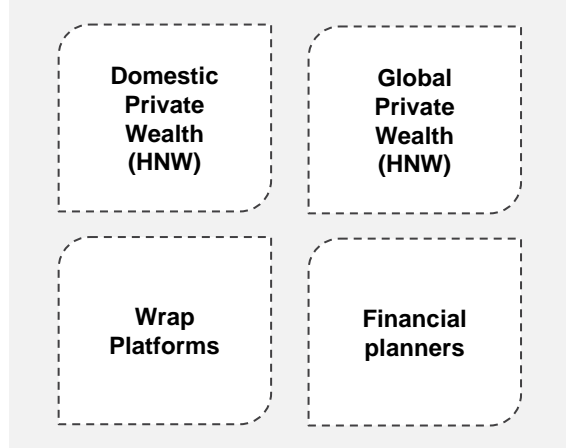 Domestic
Private
Wealth
(HNW)
Global
Private
Wealth
(HNW)
Wrap
Platforms
Financial
planners